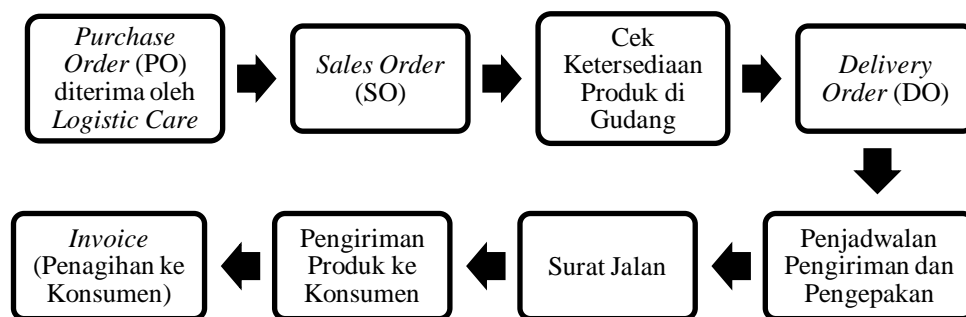 Purchase
Order (PO)
diterima oleh
Logistic Care
Sales Order
(SO)
Cek
Ketersediaan
Produk di
Gudang
Delivery
Order (DO)
Penjadwalan
Pengiriman dan
Pengepakan
Surat Jalan
Pengiriman
Produk ke
Konsumen
Invoice
(Penagihan ke
Konsumen)